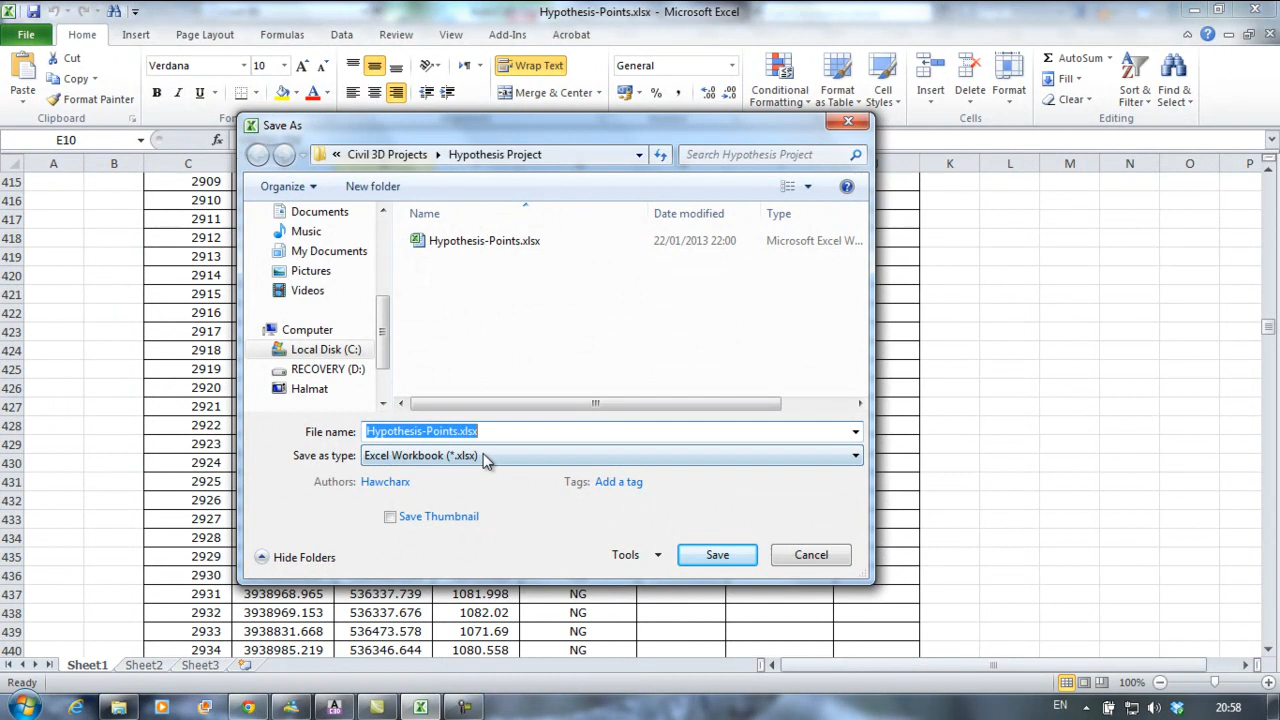 Hypothesis-Points.xlsx - Microsoft Excel
File Home Insert Page Layout Formulas Data Review View Add-Ins Acrobat
Paste
Cut
Copy
Format Painter
Clipboard
Verdana 10
B I U
Wrap Text
Merge & Center
General
% ,
Conditional Formatting
Format as Table
Cell Styles
Insert
Delete
Format
Cells
AutoSum
Fill
Clear
Sort & Filter
Find & Select
Editing
E10
fx
A B C K L M N O P
415 2909
416 2910
417 2911
418 2912
419 2913
420 2914
421 2915
422 2916
423 2917
424 2918
425 2919
426 2920
427 2921
428 2922
429 2923
430 2924
431 2925
432 2926
433 2927
434 2928
435 2929
436 2930
437 2931 3938968.965 536337.739 1081.998 NG
438 2932 3938969.153 536337.676 1082.02 NG
439 2933 3938831.668 536473.578 1071.69 NG
440 2934 3938985.219 536346.644 1080.558 NG
Save As
« Civil 3D Projects Hypothesis Project
Search Hypothesis Project
Organize New folder
Documents
Music
My Documents
Pictures
Videos
Computer
Local Disk (C:)
RECOVERY (D:)
Halmat
Name Date modified Type
Hypothesis-Points.xlsx 22/01/2013 22:00 Microsoft Excel W...
File name: Hypothesis-Points.xlsx
Save as type: Excel Workbook (*.xlsx)
Authors: Hawcharx Tags: Add a tag
Save Thumbnail
Hide Folders Tools Save Cancel
Sheet1 Sheet2 Sheet3
Ready 100%
EN 20:58